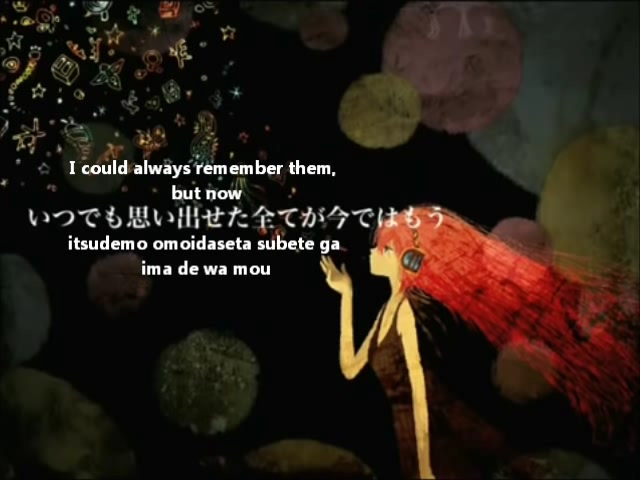 I could always remember them,
but now
いつでも思い出せた全てが今ではもう
itsudemo omoidaseta subete ga
ima de wa mou